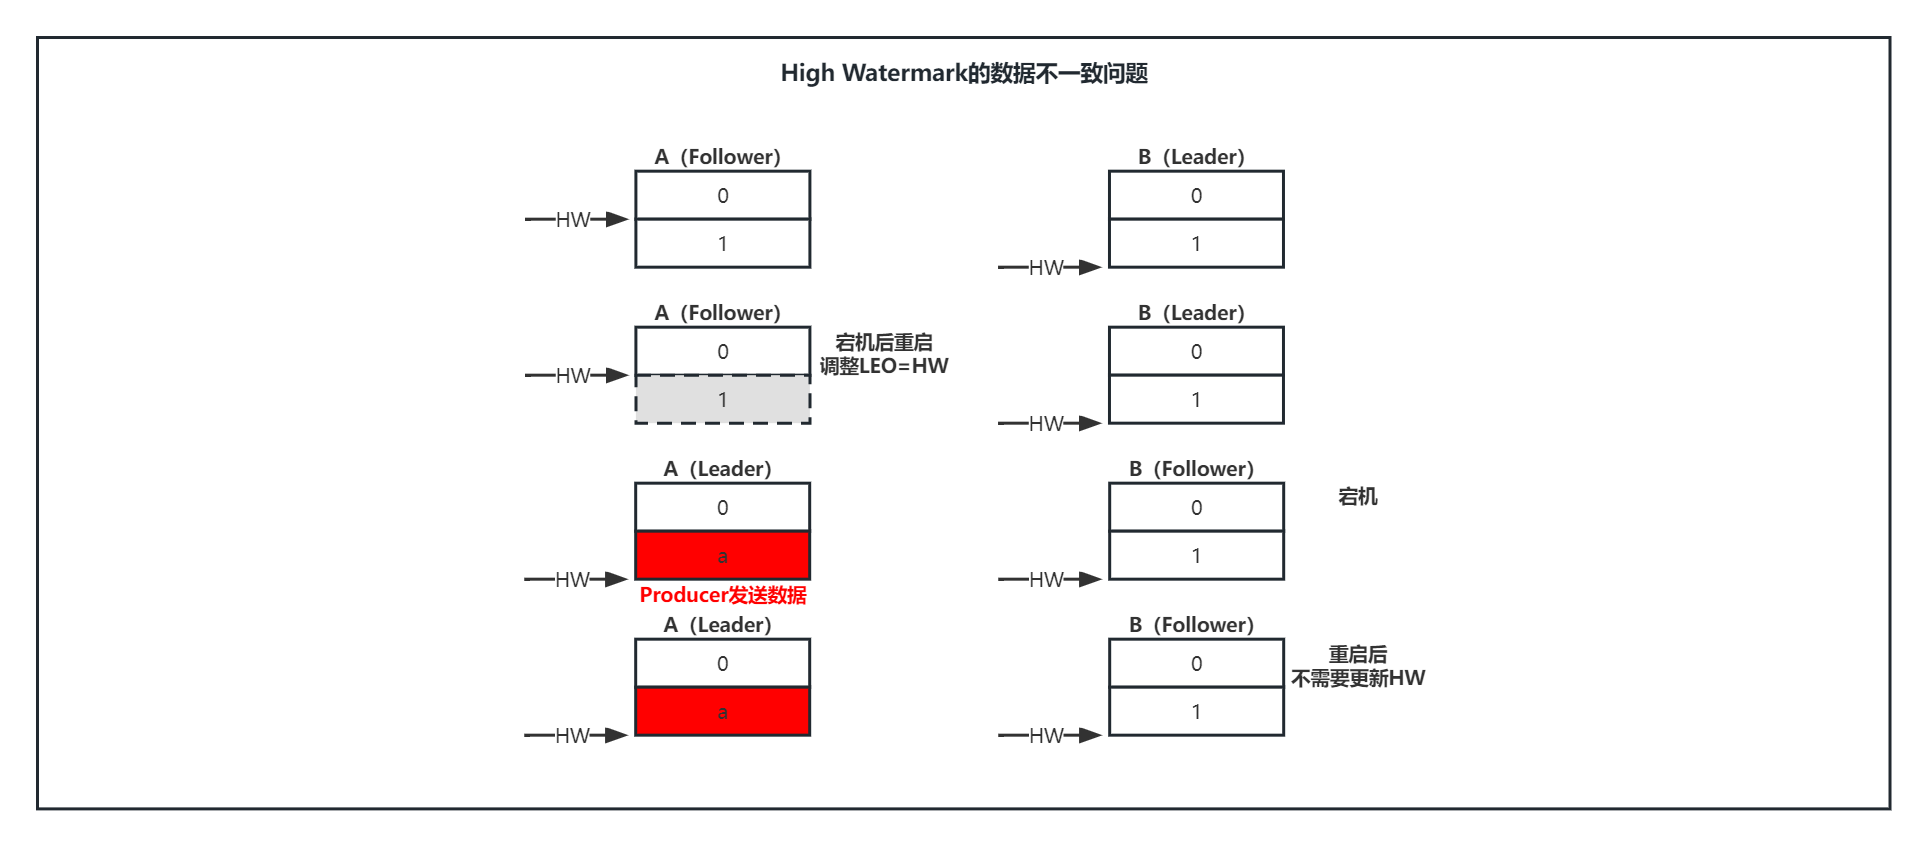 High Watermark的数据不一致问题
A（Follower）
B（Leader）
0
0
HW
1
1
HW
A（Follower）
B（Leader）
0
宕机后重启
调整LEO=HW
0
HW
1
1
HW
A（Leader）
B（Follower）
0
0
宕机
a
1
HW
HW
Producer发送数据
A（Leader）
B（Follower）
0
0
重启后
不需要更新HW
a
1
HW
HW